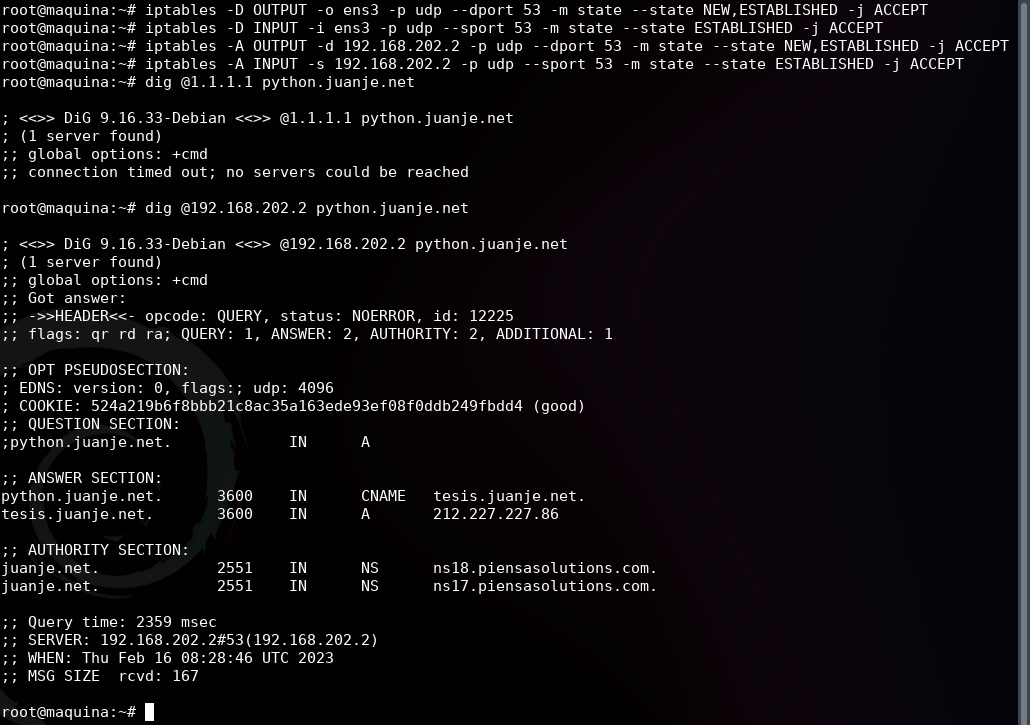 root@maquina:~# iptables -D OUTPUT -o ens3 -p udp --dport 53 -m state --state NEW,ESTABLISHED -j ACCEPT
root@maquina:~# iptables -D INPUT -i ens3 -p udp --sport 53 -m state --state ESTABLISHED -j ACCEPT
root@maquina:~# iptables -A OUTPUT -d 192.168.202.2 -p udp --dport 53 -m state --state NEW,ESTABLISHED -j ACCEPT
root@maquina:~# iptables -A INPUT -s 192.168.202.2 -p udp --sport 53 -m state --state ESTABLISHED -j ACCEPT
root@maquina:~# dig @1.1.1.1 python.juanje.net

; <<>> DiG 9.16.33-Debian <<>> @1.1.1.1 python.juanje.net
; (1 server found)
;; global options: +cmd
;; connection timed out; no servers could be reached

root@maquina:~# dig @192.168.202.2 python.juanje.net

; <<>> DiG 9.16.33-Debian <<>> @192.168.202.2 python.juanje.net
; (1 server found)
;; global options: +cmd
;; Got answer:
;; ->>HEADER<<- opcode: QUERY, status: NOERROR, id: 12225
;; flags: qr rd ra; QUERY: 1, ANSWER: 2, AUTHORITY: 2, ADDITIONAL: 1

;; OPT PSEUDOSECTION:
; EDNS: version: 0, flags:; udp: 4096
; COOKIE: 524a219b6f8bbb21c8ac35a163ede93ef08f0ddb249fbdd4 (good)
;; QUESTION SECTION:
;python.juanje.net.		IN	A

;; ANSWER SECTION:
python.juanje.net.	3600	IN	CNAME	tesis.juanje.net.
tesis.juanje.net.	3600	IN	A	212.227.227.86

;; AUTHORITY SECTION:
juanje.net.		2551	IN	NS	ns18.piensasolutions.com.
juanje.net.		2551	IN	NS	ns17.piensasolutions.com.

;; Query time: 2359 msec
;; SERVER: 192.168.202.2#53(192.168.202.2)
;; WHEN: Thu Feb 16 08:28:46 UTC 2023
;; MSG SIZE  rcvd: 167

root@maquina:~#